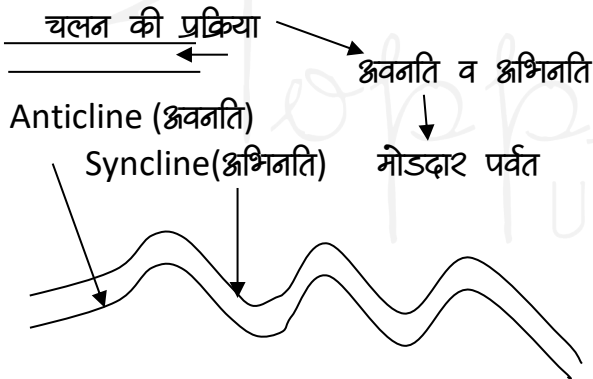 चलन की प्रक्रिया
अवनति व अभिनति
Anticline (अवनति)
Syncline(अभिनति)
मोडदार पर्वत